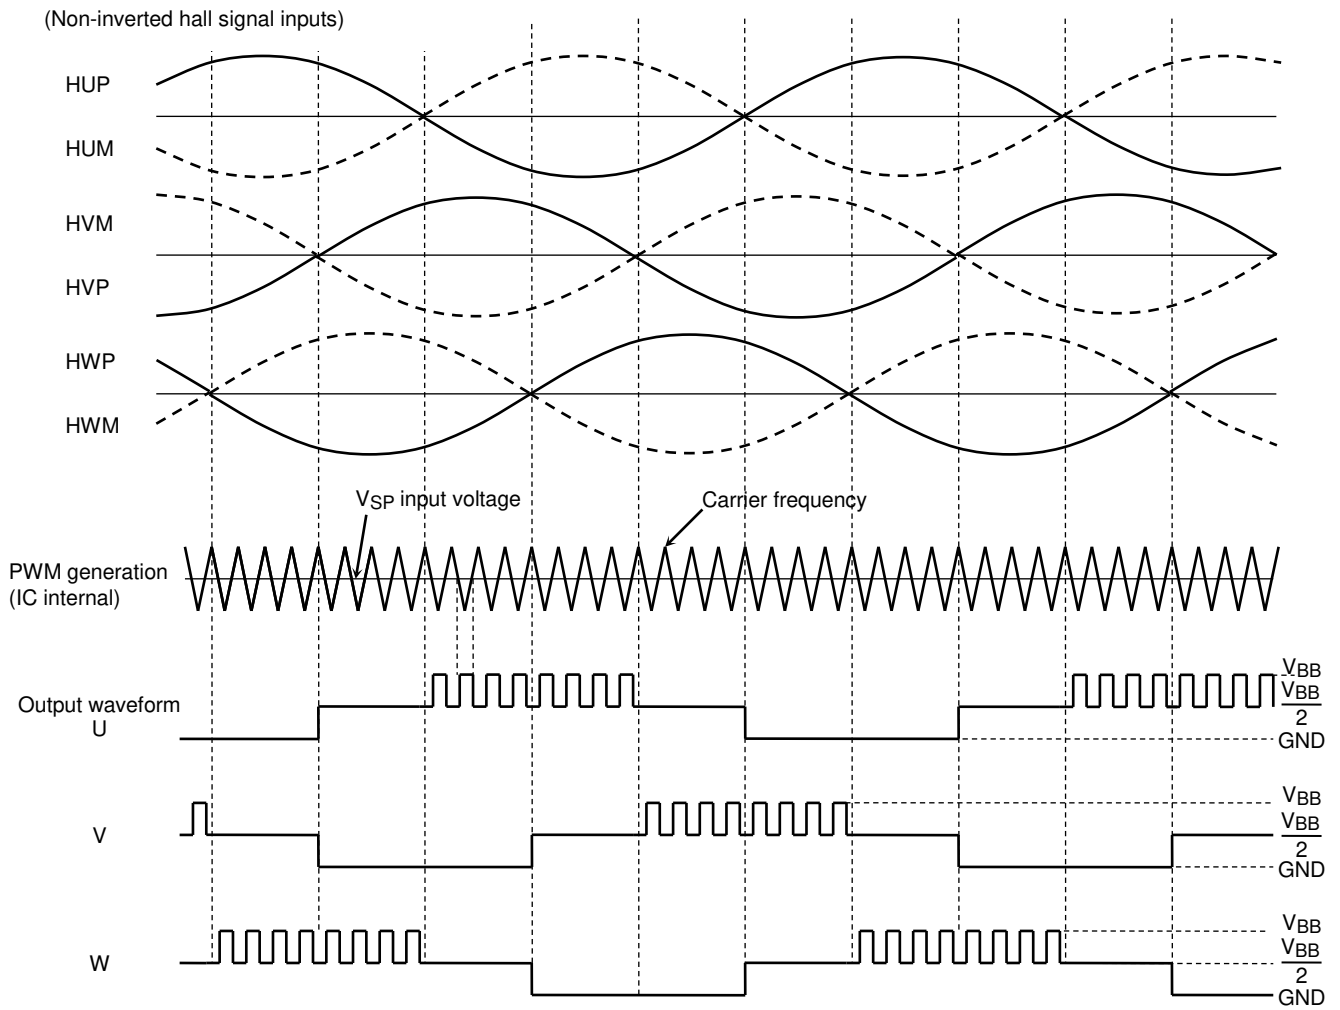 (Non-inverted hall signal inputs)
HUP
HUM
HVM
HVP
HWP
HWM
VSP input voltage
Carrier frequency
PWM generation
(IC internal)
Output waveform
U
VBB
VBB
2
GND
V
VBB
VBB
2
GND
W
VBB
VBB
2
GND